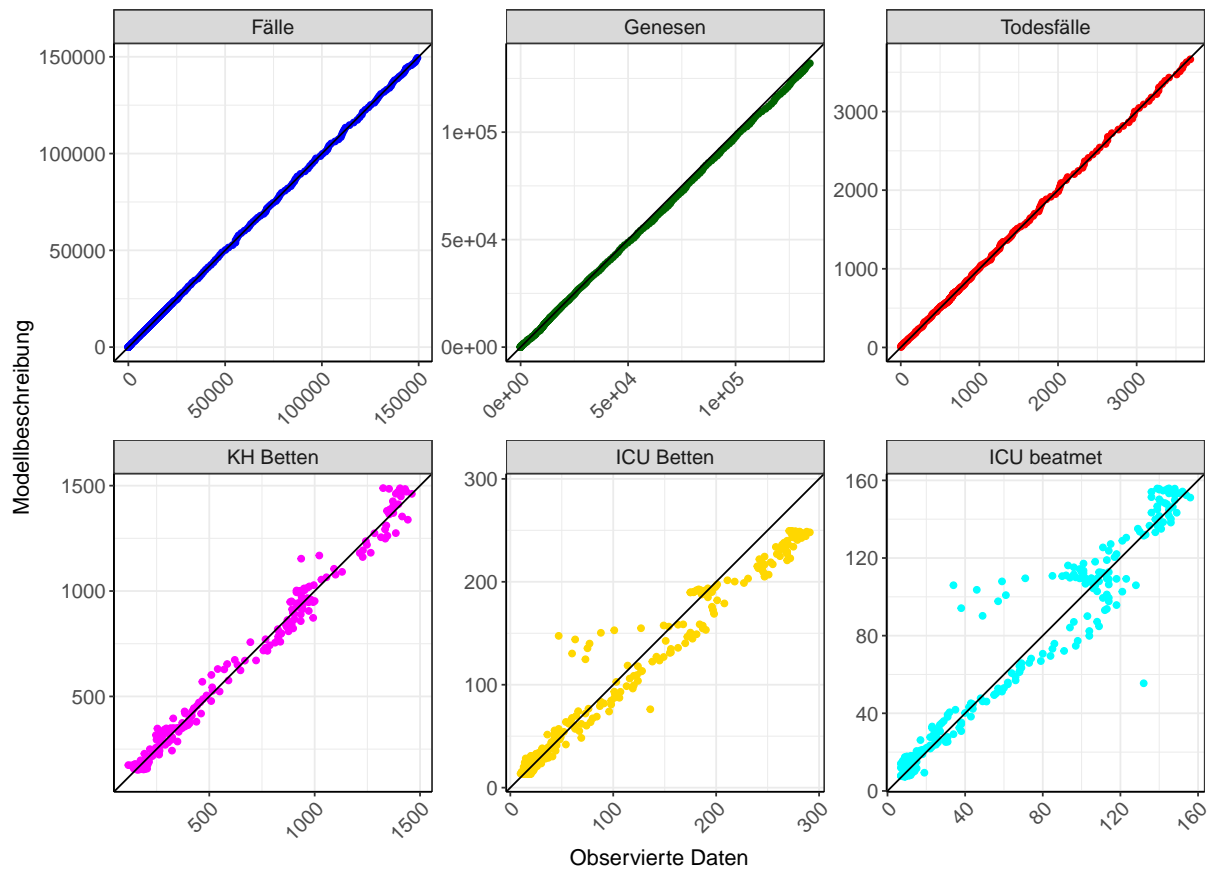 Fälle
Genesen
Todesfälle
150000
100000
50000
0
0
50000
100000
150000
1e+05
5e+04
0e+00
0e+00
5e+04
1e+05
3000
2000
1000
0
0
1000
2000
3000
Modellbeschreibung
KH Betten
ICU Betten
ICU beatmet
1500
1000
500
500
1000
1500
300
200
100
0
0
100
200
300
160
120
80
40
0
0
40
80
120
160
Observierte Daten